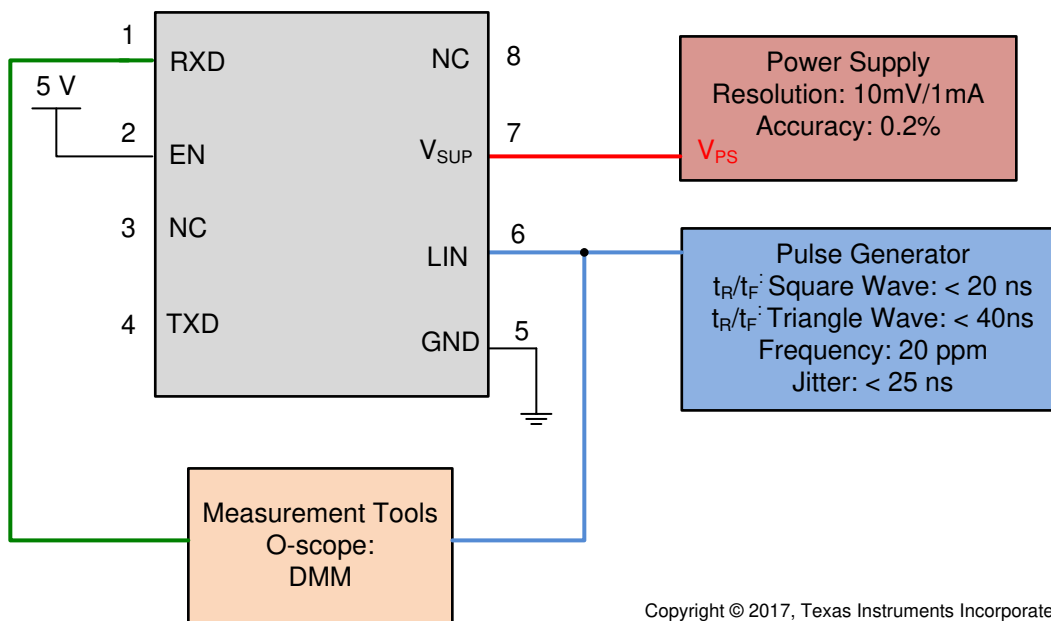 1
RXD
NC
8
5 V
2
EN
VSUP
7
3
NC
LIN
6
4
TXD
GND
5
Power Supply
Resolution: 10mV/1mA
Accuracy: 0.2%
VPS
Pulse Generator
tR/tF: Square Wave: < 20 ns
tR/tF: Triangle Wave: < 40ns
Frequency: 20 ppm
Jitter: < 25 ns
Measurement Tools
O-scope:
DMM
Copyright © 2017, Texas Instruments Incorporate